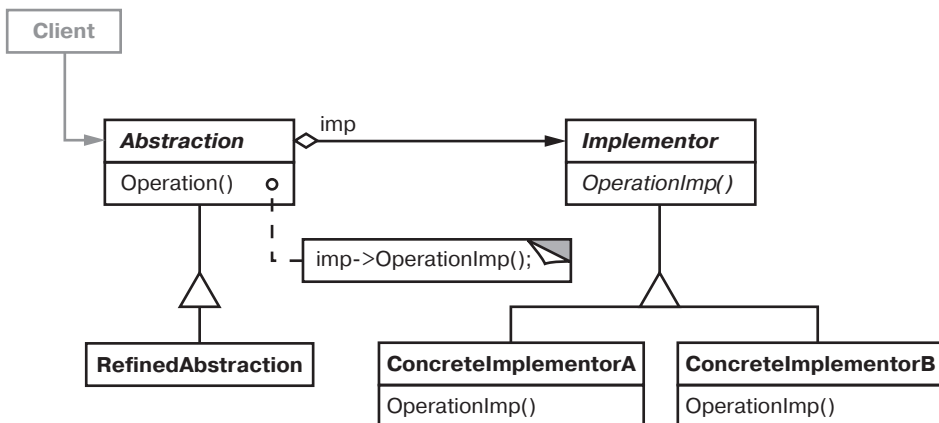 Client
imp
Abstraction
Implementor
Operation()
OperationImp()
imp->OperationImp();
RefinedAbstraction
ConcreteImplementorA
ConcreteImplementorB
OperationImp()
OperationImp()